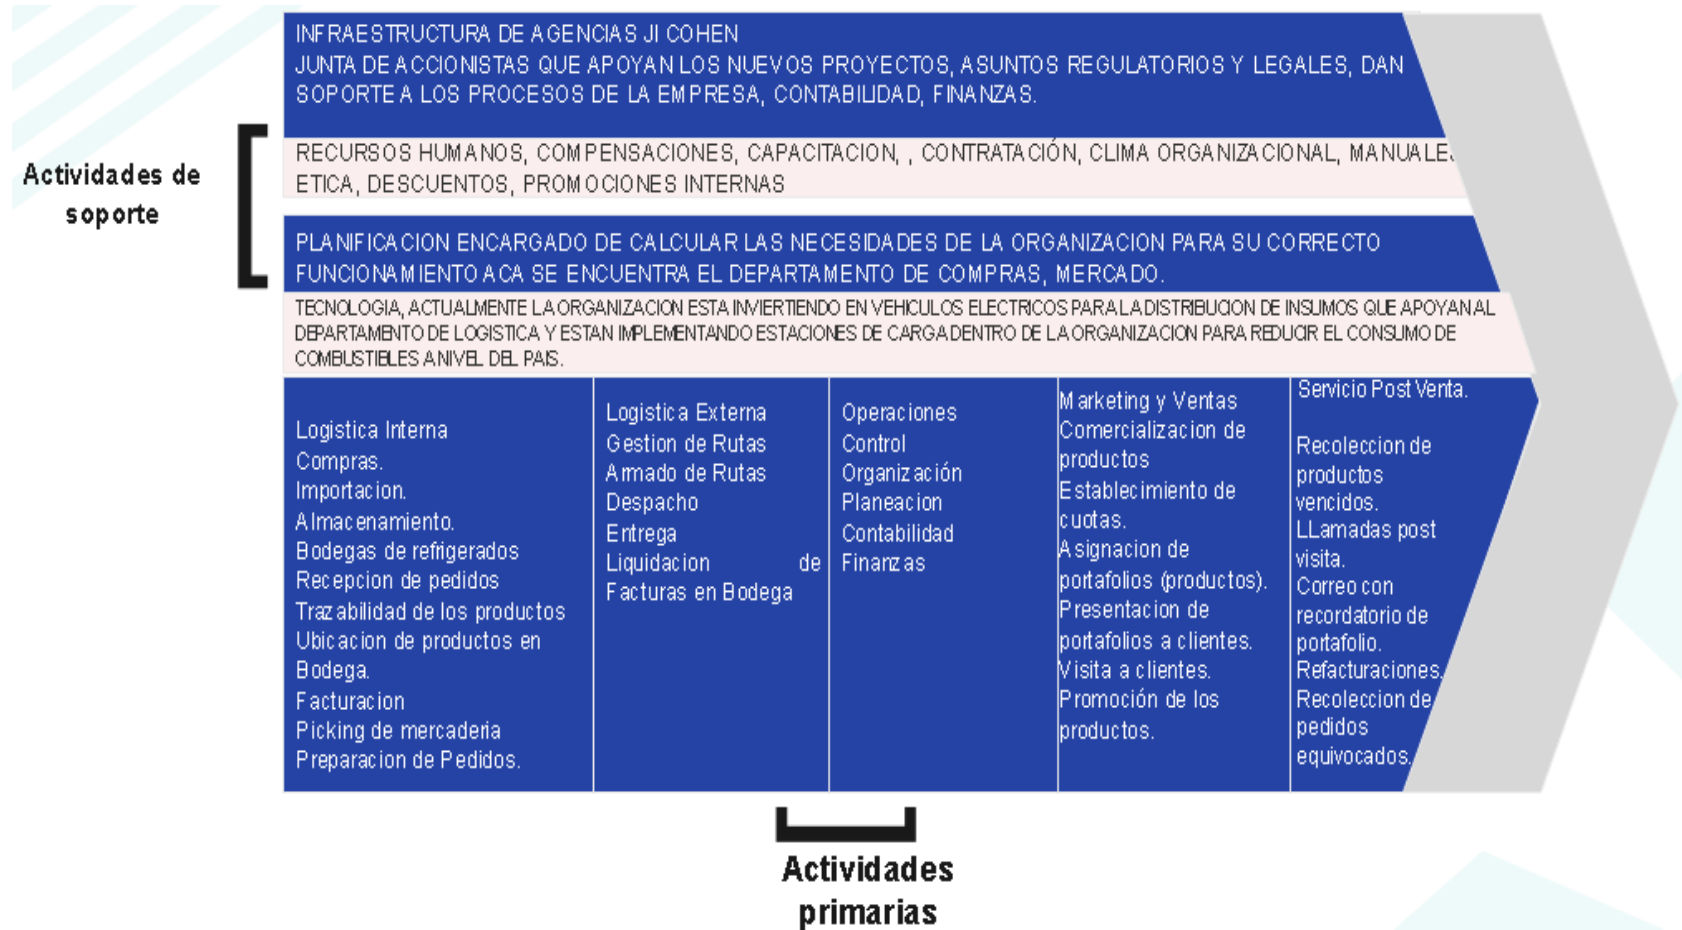 INFRAESTRUCTURA DE AGENCIAS JI COHEN
JUNTA DE ACCIONISTAS QUE APOYAN LOS NUEVOS PROYECTOS, ASUNTOS REGULATORIOS Y LEGALES, DAN
SOPORTE A LOS PROCESOS DE LA EMPRESA, CONTABILIDAD, FINANZAS.
RECURSOS HUMANOS, COMPENSACIONES, CAPACITACION, , CONTRATACIÓN, CLIMA ORGANIZACIONAL, MANUALES
ETICA, DESCUENTOS, PROMOCIONES INTERNAS
Actividades de
soporte
PLANIFICACION ENCARGADO DE CALCULAR LAS NECESIDADES DE LA ORGANIZACION PARA SU CORRECTO
FUNCIONAMIENTO ACA SE ENCUENTRA EL DEPARTAMENTO DE COMPRAS, MERCADO.
TECNOLOGIA, ACTUALMENTE LA ORGANIZACION ESTA INVIERTIENDO EN VEHICULOS ELECTRICOS PARA LA DISTRIBUCION DE INSUMOS QUE APOYAN AL
DEPARTAMENTO DE LOGISTICA Y ESTAN IMPLEMENTANDO ESTACIONES DE CARGA DENTRO DE LA ORGANIZACION PARA REDUCIR EL CONSUMO DE
COMBUSTIBLES A NIVEL DEL PAIS.
Logistica Interna
Compras.
Importacion.
Almacenamiento.
Bodegas de refrigerados
Recepcion de pedidos
Trazabilidad de los productos
Ubicacion de productos en
Bodega.
Facturacion
Picking de mercaderia
Preparacion de Pedidos.
Logistica Externa
Gestion de Rutas
Armado de Rutas
Despacho
Entrega
Liquidacion de
Facturas en Bodega
Operaciones
Control
Organización
Planeacion
Contabilidad
Finanzas
Marketing y Ventas
Comercializacion de
productos
Establecimiento de
cuotas.
Asignacion de
portafolios (productos).
Presentacion de
portafolios a clientes.
Visita a clientes.
Promoción de los
productos.
Servicio Post Venta.
Recoleccion de
productos
vencidos.
LLamadas post
visita.
Correo con
recordatorio de
portafolio.
Refacturaciones.
Recoleccion de
pedidos
equivocados.
Actividades
primarias